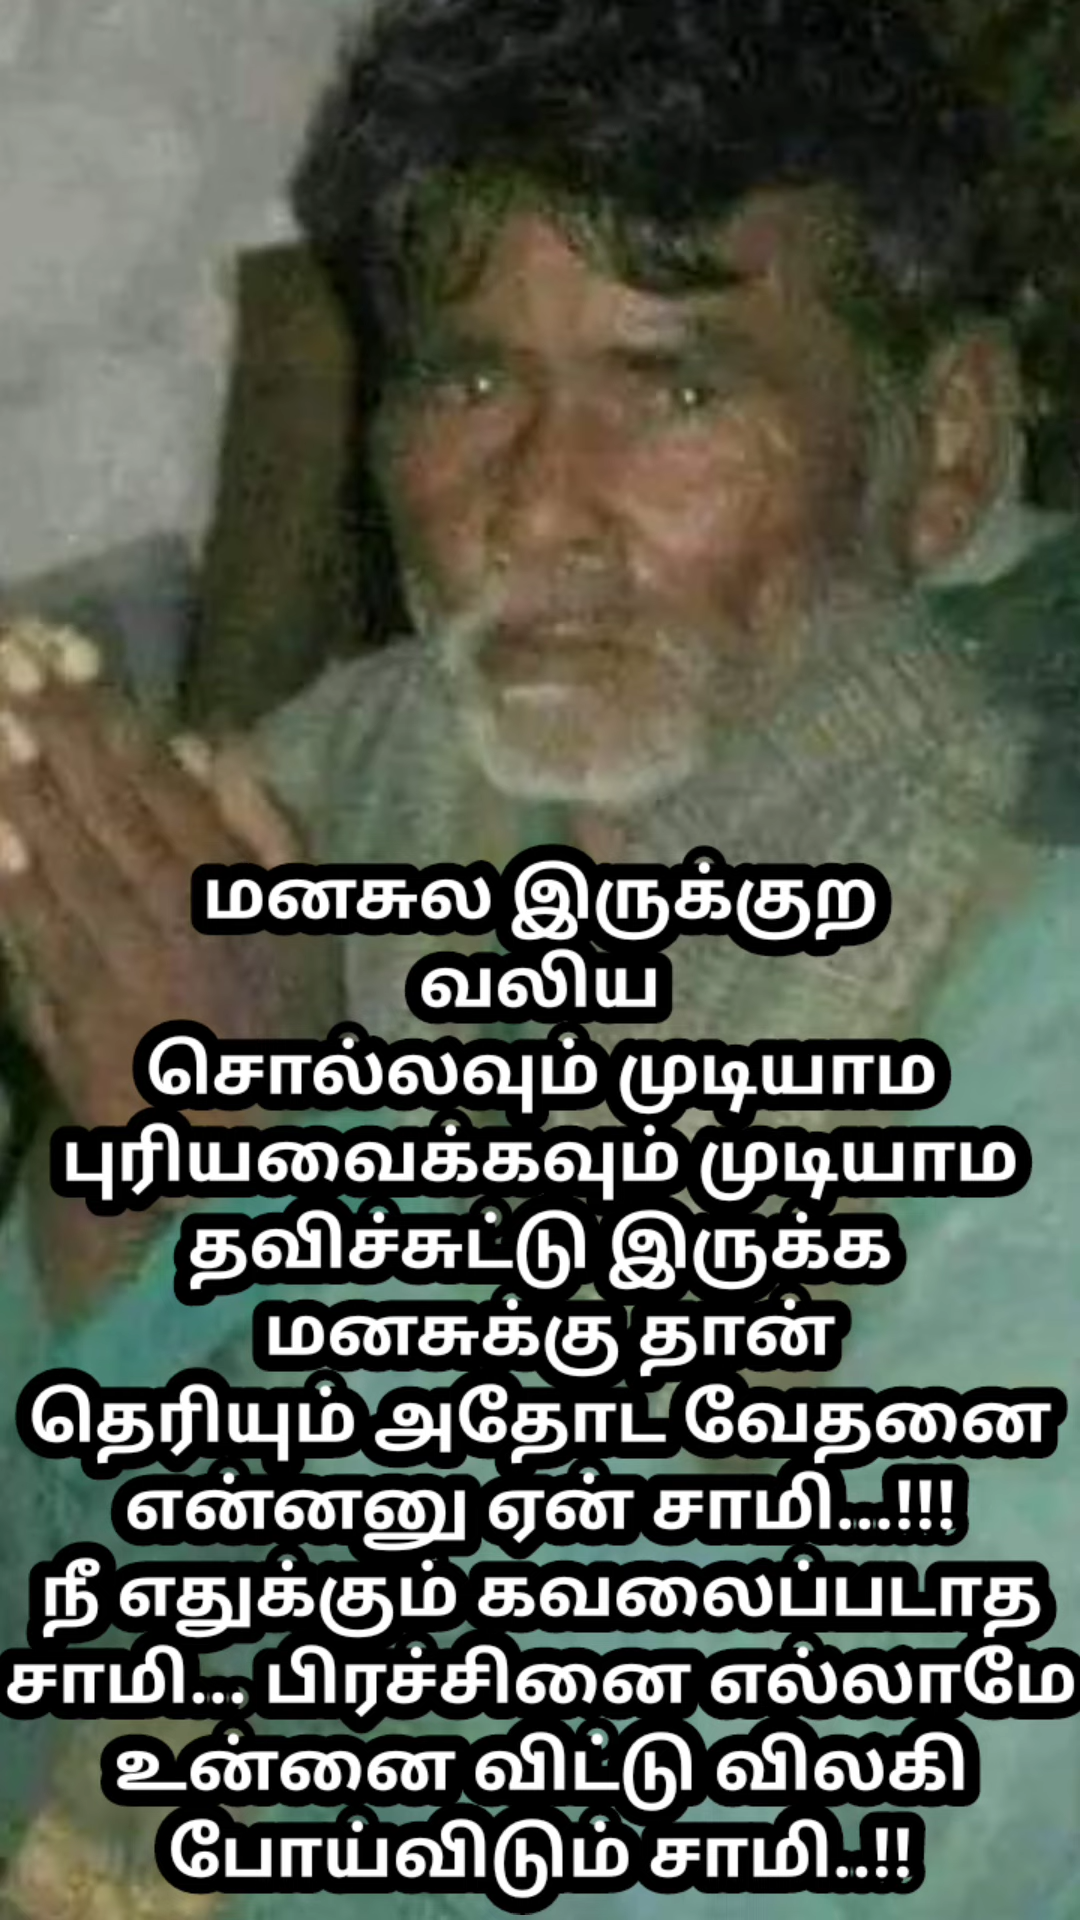 மனசுல இருக்குற
வலிய
சொல்லவும் முடியாம
புரியவைக்கவும் முடியாம
தவிச்சுட்டு இருக்க
மனசுக்கு தான்
தெரியும் அதோட வேதனை
என்னனு ஏன் சாமி...!!!
நீ எதுக்கும் கவலைப்படாத
சாமி... பிரச்சினை எல்லாமே
உன்னை விட்டு விலகி
போய்விடும் சாமி..!!